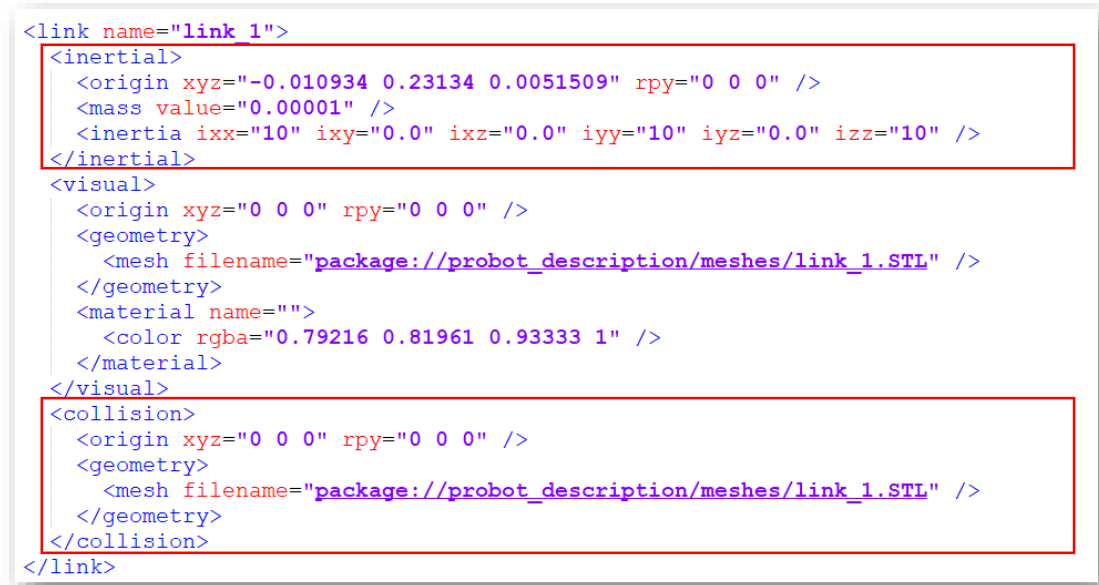 <link name="link_1">
<inertial>
<origin xyz="-0.010934 0.23134 0.0051509" rpy="0 0 0" />
<mass value="0.00001" />
<inertia ixx="10" ixy="0.0" ixz="0.0" iyy="10" iyz="0.0" izz="10" />
</inertial>
<visual>
<origin xyz="0 0 0" rpy="0 0 0" />
<geometry>
<mesh filename="package://probot_description/meshes/link_1.STL" />
</geometry>
<material name="">
<color rgba="0.79216 0.81961 0.93333 1" />
</material>
</visual>
<collision>
<origin xyz="0 0 0" rpy="0 0 0" />
<geometry>
<mesh filename="package://probot_description/meshes/link_1.STL" />
</geometry>
</collision>
</link>